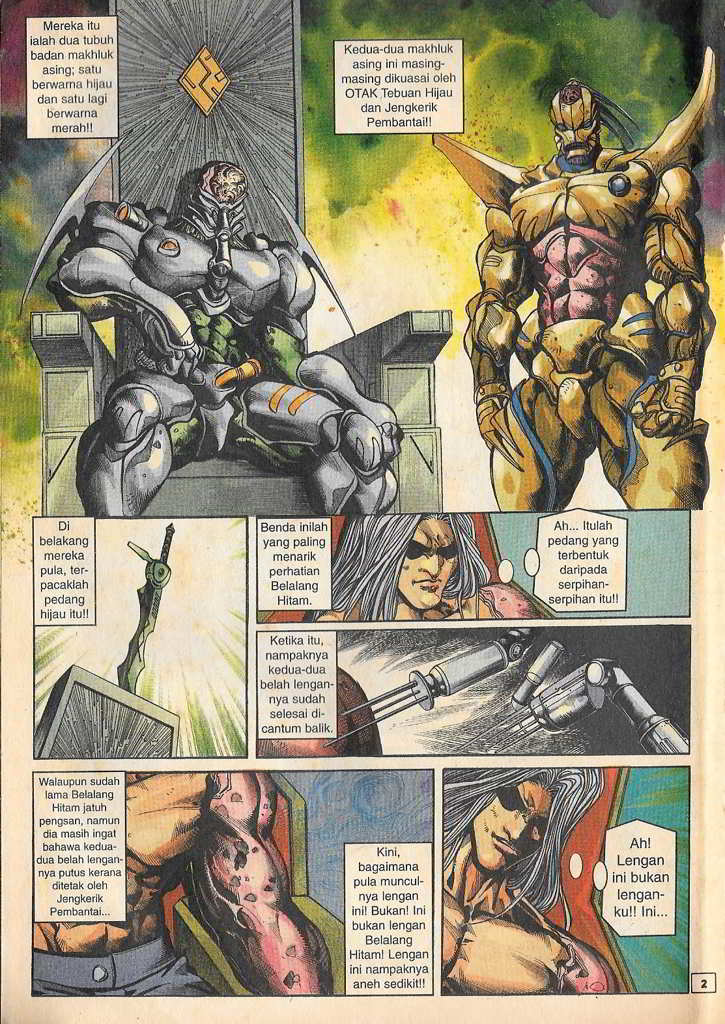 Mereka itu
ialah dua tubuh
badan makhluk
asing; satu
berwarna hijau
dan satu lagi
berwarna
merah!!
Kedua-dua makhluk
asing ini masing-
masing dikuasai oleh
OTAK Tebuan Hijau
dan Jengkerik
Pembantai!!
Di
belakang
mereka
pula, ter-
pacaklah
pedang
hijau itu!!
Benda inilah
yang paling
menarik
perhatian
Belalang
Hitam.
Ah... Itulah
pedang yang
terbentuk
daripada
serpihan-
serpihan itu!!
Ketika itu,
nampaknya
kedua-dua
belah lengan-
nya sudah
selesai di-
cantum balik.
Walaupun sudah
lama Belalang
Hitam jatuh
pengsan, namun
dia masih ingat
bahawa kedua-
dua belah lengan-
nya putus kerana
ditetak oleh
Jengkerik
Pembantai...
Kini,
bagaimana
pula muncul-
nya lengan
ini! Bukan! Ini
bukan lengan
Belalang
Hitam! Lengan
ini nampaknya
aneh sedikit!!
Ah!
Lengan
ini bukan
lengan-
ku!! Ini...
2